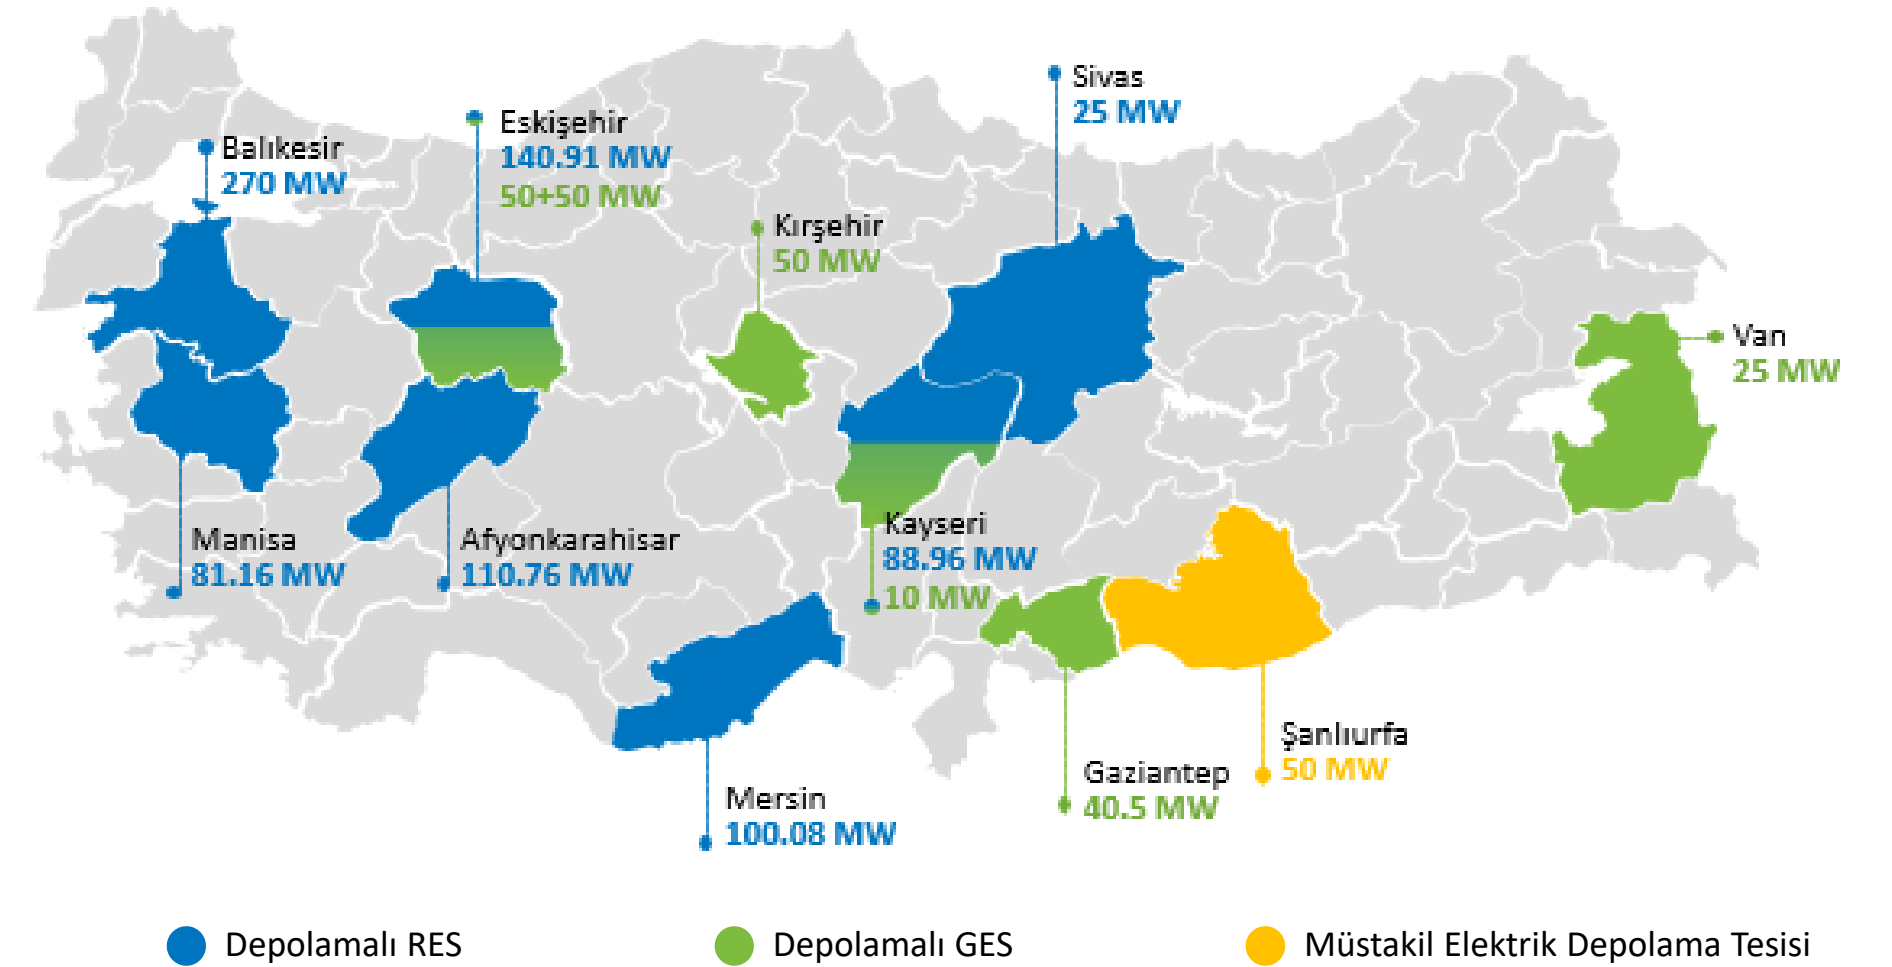 Sivas
25 MW
Eskişehir
140.91 MW
50+50 MW
Balıkesir
270 MW
Kırşehir
50 MW
Van
25 MW
Manisa
81.16 MW
Afyonkarahisar
110.76 MW
Kayseri
88.96 MW
10 MW
Şanlıurfa
50 MW
Gaziantep
40.5 MW
Mersin
100.08 MW
Depolamalı RES
Depolamalı GES
Müstakil Elektrik Depolama Tesisi